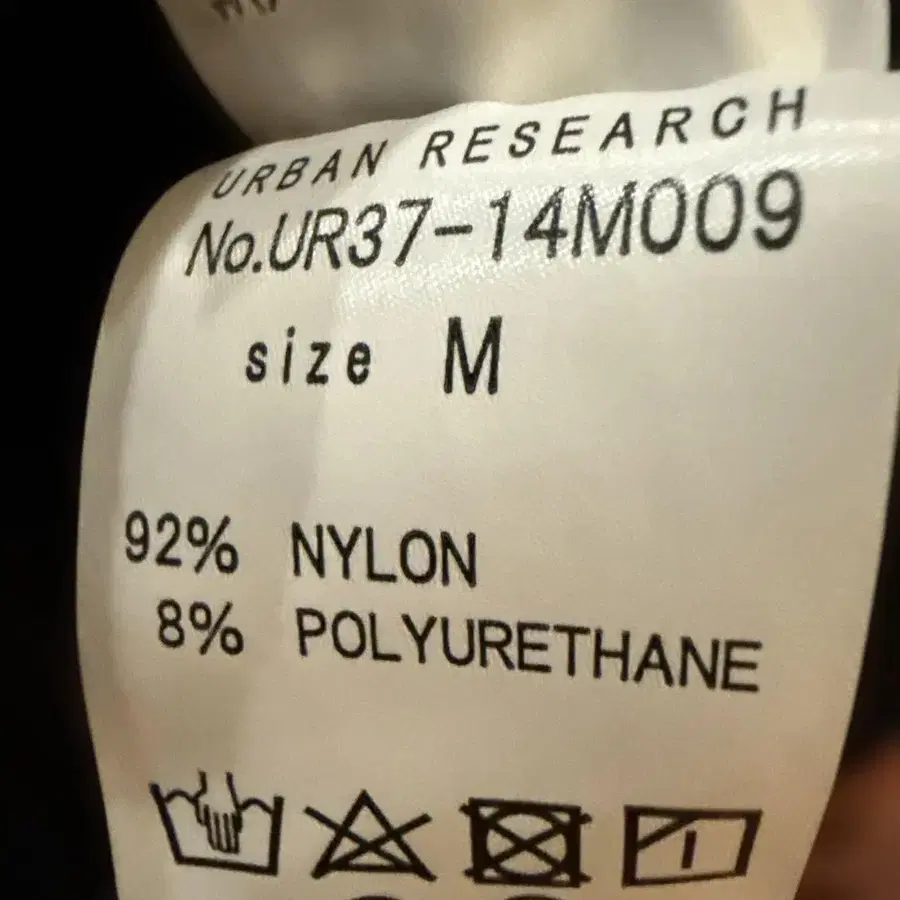 URBAN RESEARCH
No.UR37-14M009
size M
92% NYLON
8% POLYURETHANE